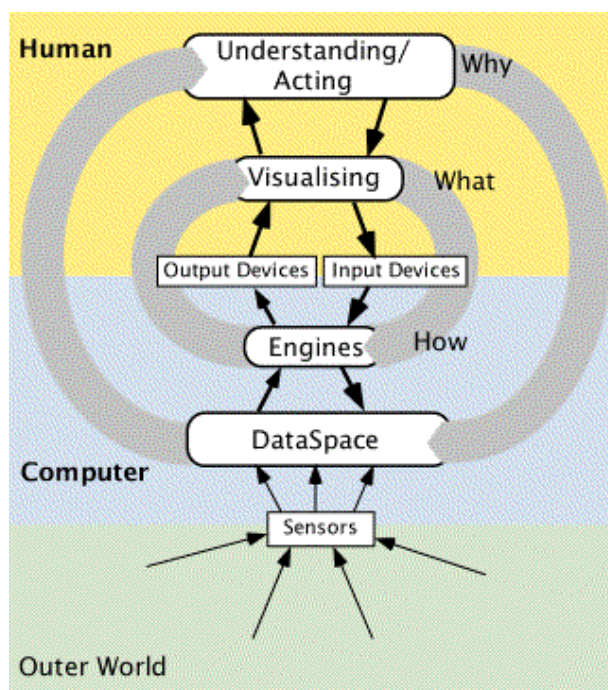 Human
Understanding/
Acting
Why
Visualising
What
Output Devices
Input Devices
Engines
How
DataSpace
Computer
Sensors
Outer World